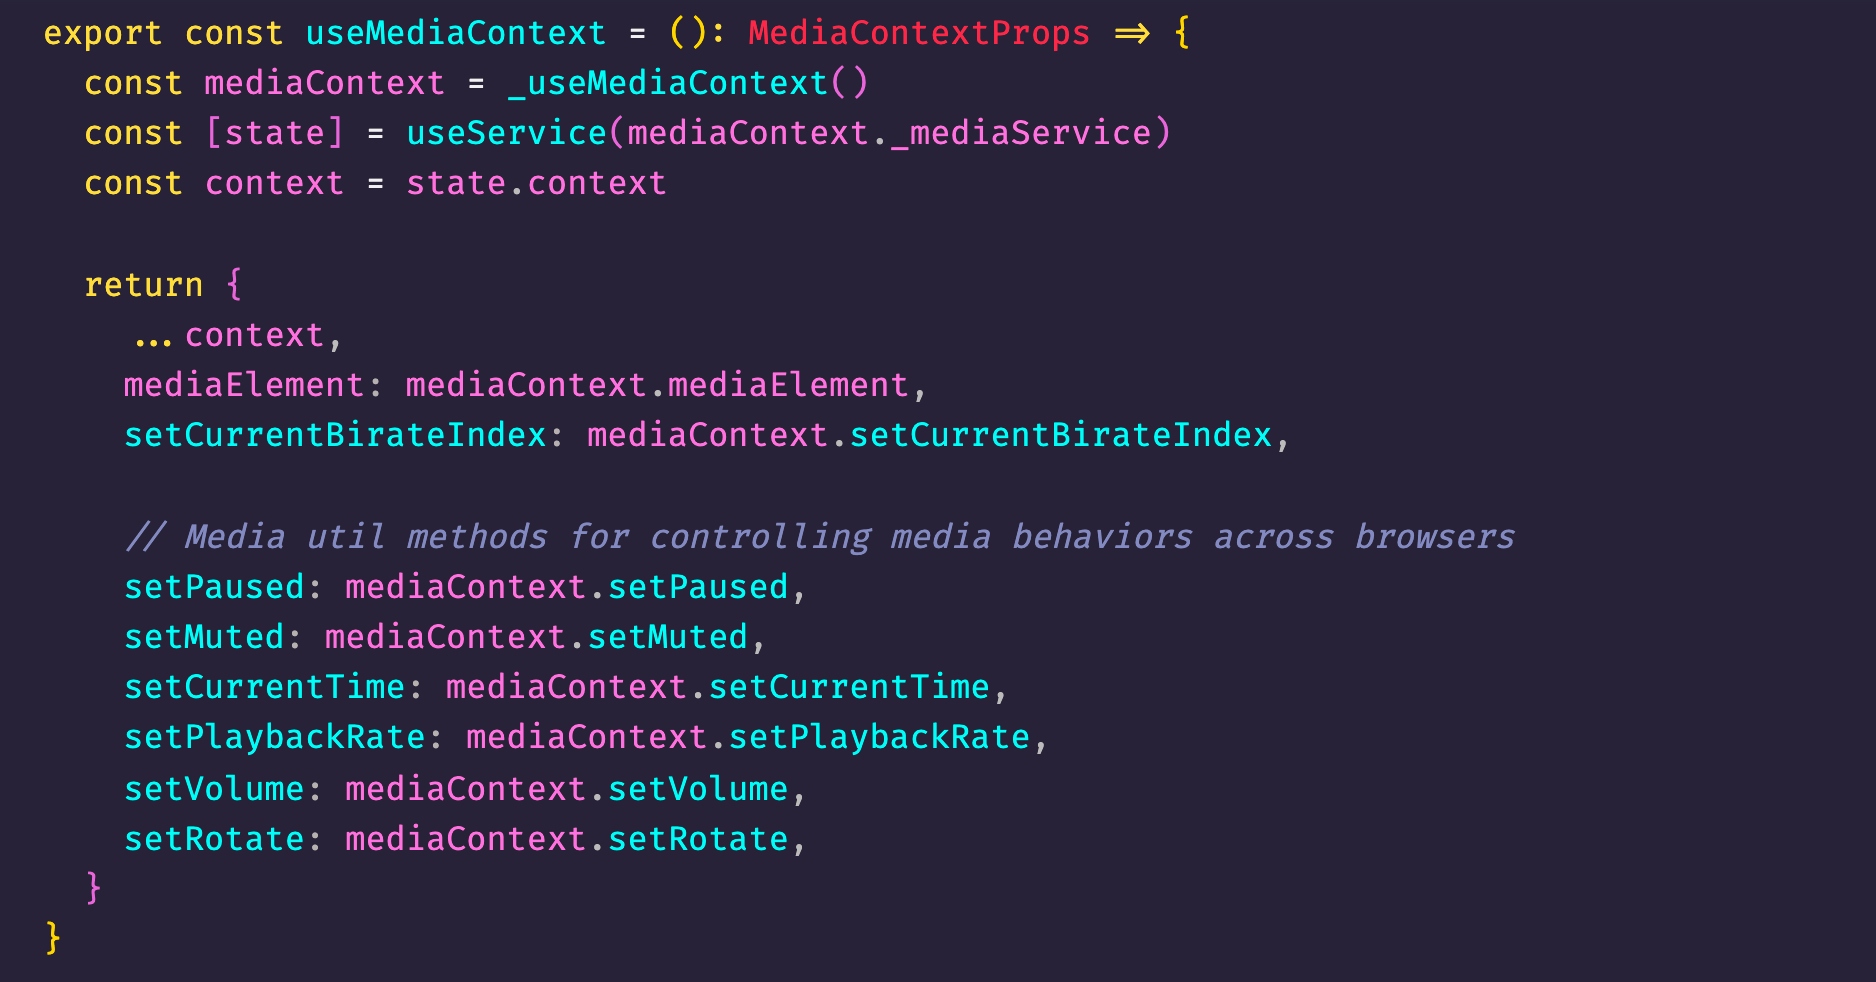 export const useMediaContext = (): MediaContextProps => {
  const mediaContext = _useMediaContext()
  const [state] = useService(mediaContext._mediaService)
  const context = state.context

  return {
    ...context,
    mediaElement: mediaContext.mediaElement,
    setCurrentBirateIndex: mediaContext.setCurrentBirateIndex,

    // Media util methods for controlling media behaviors across browsers
    setPaused: mediaContext.setPaused,
    setMuted: mediaContext.setMuted,
    setCurrentTime: mediaContext.setCurrentTime,
    setPlaybackRate: mediaContext.setPlaybackRate,
    setVolume: mediaContext.setVolume,
    setRotate: mediaContext.setRotate,
  }
}